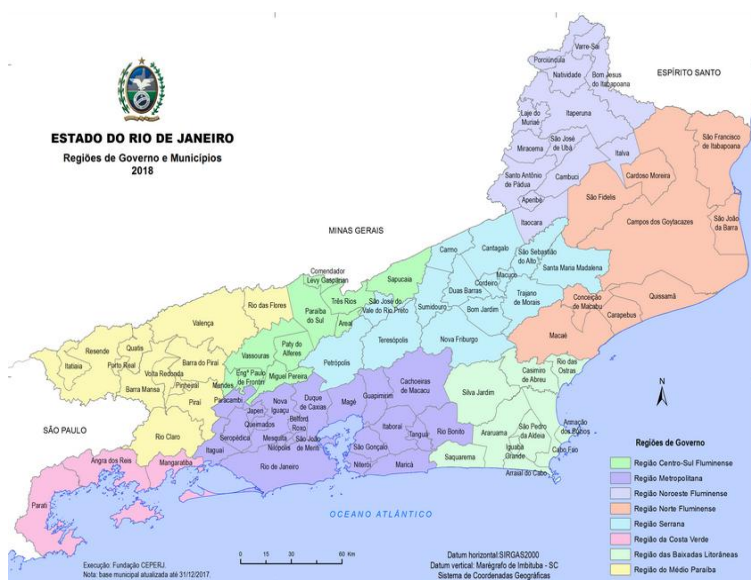 ESTADO DO RIO DE JANEIRO
Regiões de Governo e Municípios
2018
MINAS GERAIS
ESPÍRITO SANTO
SÃO PAULO
OCEANO ATLÂNTICO
Varre-Sai
Porciúncula
Natividade
Bom Jesus
do Itabapoana
Laje do
Muriaé
Itaperuna
Miracema
São José
de Ubá
Italva
Santo Antônio
de Pádua
Cambuci
Aperibé
Itaocara
São Francisco
de Itabapoana
Cardoso Moreira
São Fidelis
Campos dos Goytacazes
São João
da Barra
Quissamã
Conceição
de Macabu
Carapebus
Macaé
Carmo
Cantagalo
São Sebastião
do Alto
Santa Maria Madalena
Macuco
Cordeiro
Duas Barras
Trajano
de Morais
Sumidouro
Bom Jardim
Nova Friburgo
São José do
Vale do Rio Preto
Teresópolis
Petrópolis
Comendador
Levy Gasparian
Sapucaia
Três Rios
Paraíba
do Sul
Areal
Paty do
Alferes
Vassouras
Miguel Pereira
Engº Paulo
de Frontin
Mendes
Rio das Flores
Valença
Resende
Quatis
Itatiaia
Porto Real
Volta Redonda
Barra do Piraí
Barra Mansa
Pinheiral
Piraí
Rio Claro
Angra dos Reis
Mangaratiba
Parati
Paracambi
Japeri
Nova
Iguaçu
Duque
de Caxias
Queimados
Belford
Roxo
Seropédica
Mesquita
Nilópolis
São João
de Meriti
Itaguaí
Rio de Janeiro
Magé
Guapimirim
Cachoeiras
de Macacu
Itaboraí
Tanguá
Rio Bonito
São Gonçalo
Niterói
Maricá
Silva Jardim
Casimiro
de Abreu
Rio das
Ostras
Araruama
São Pedro
da Aldeia
Iguaba
Grande
Saquarema
Arraial do Cabo
Cabo Frio
N
Regiões de Governo
Região Centro-Sul Fluminense
Região Metropolitana
Região Noroeste Fluminense
Região Norte Fluminense
Região Serrana
Região da Costa Verde
Região das Baixadas Litorâneas
Região do Médio Paraíba
Execução: Fundação CEPERJ.
Nota: base municipal atualizada até 31/12/2017.
0 15 30 60 Km
Datum horizontal:SIRGAS2000
Datum vertical: Marégrafo de Imbituba - SC
Sistema de Coordenadas Geográficas